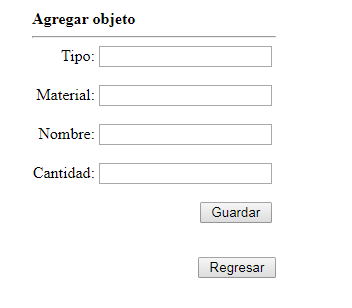 Agregar objeto
Tipo:
Material:
Nombre:
Cantidad:
Guardar
Regresar